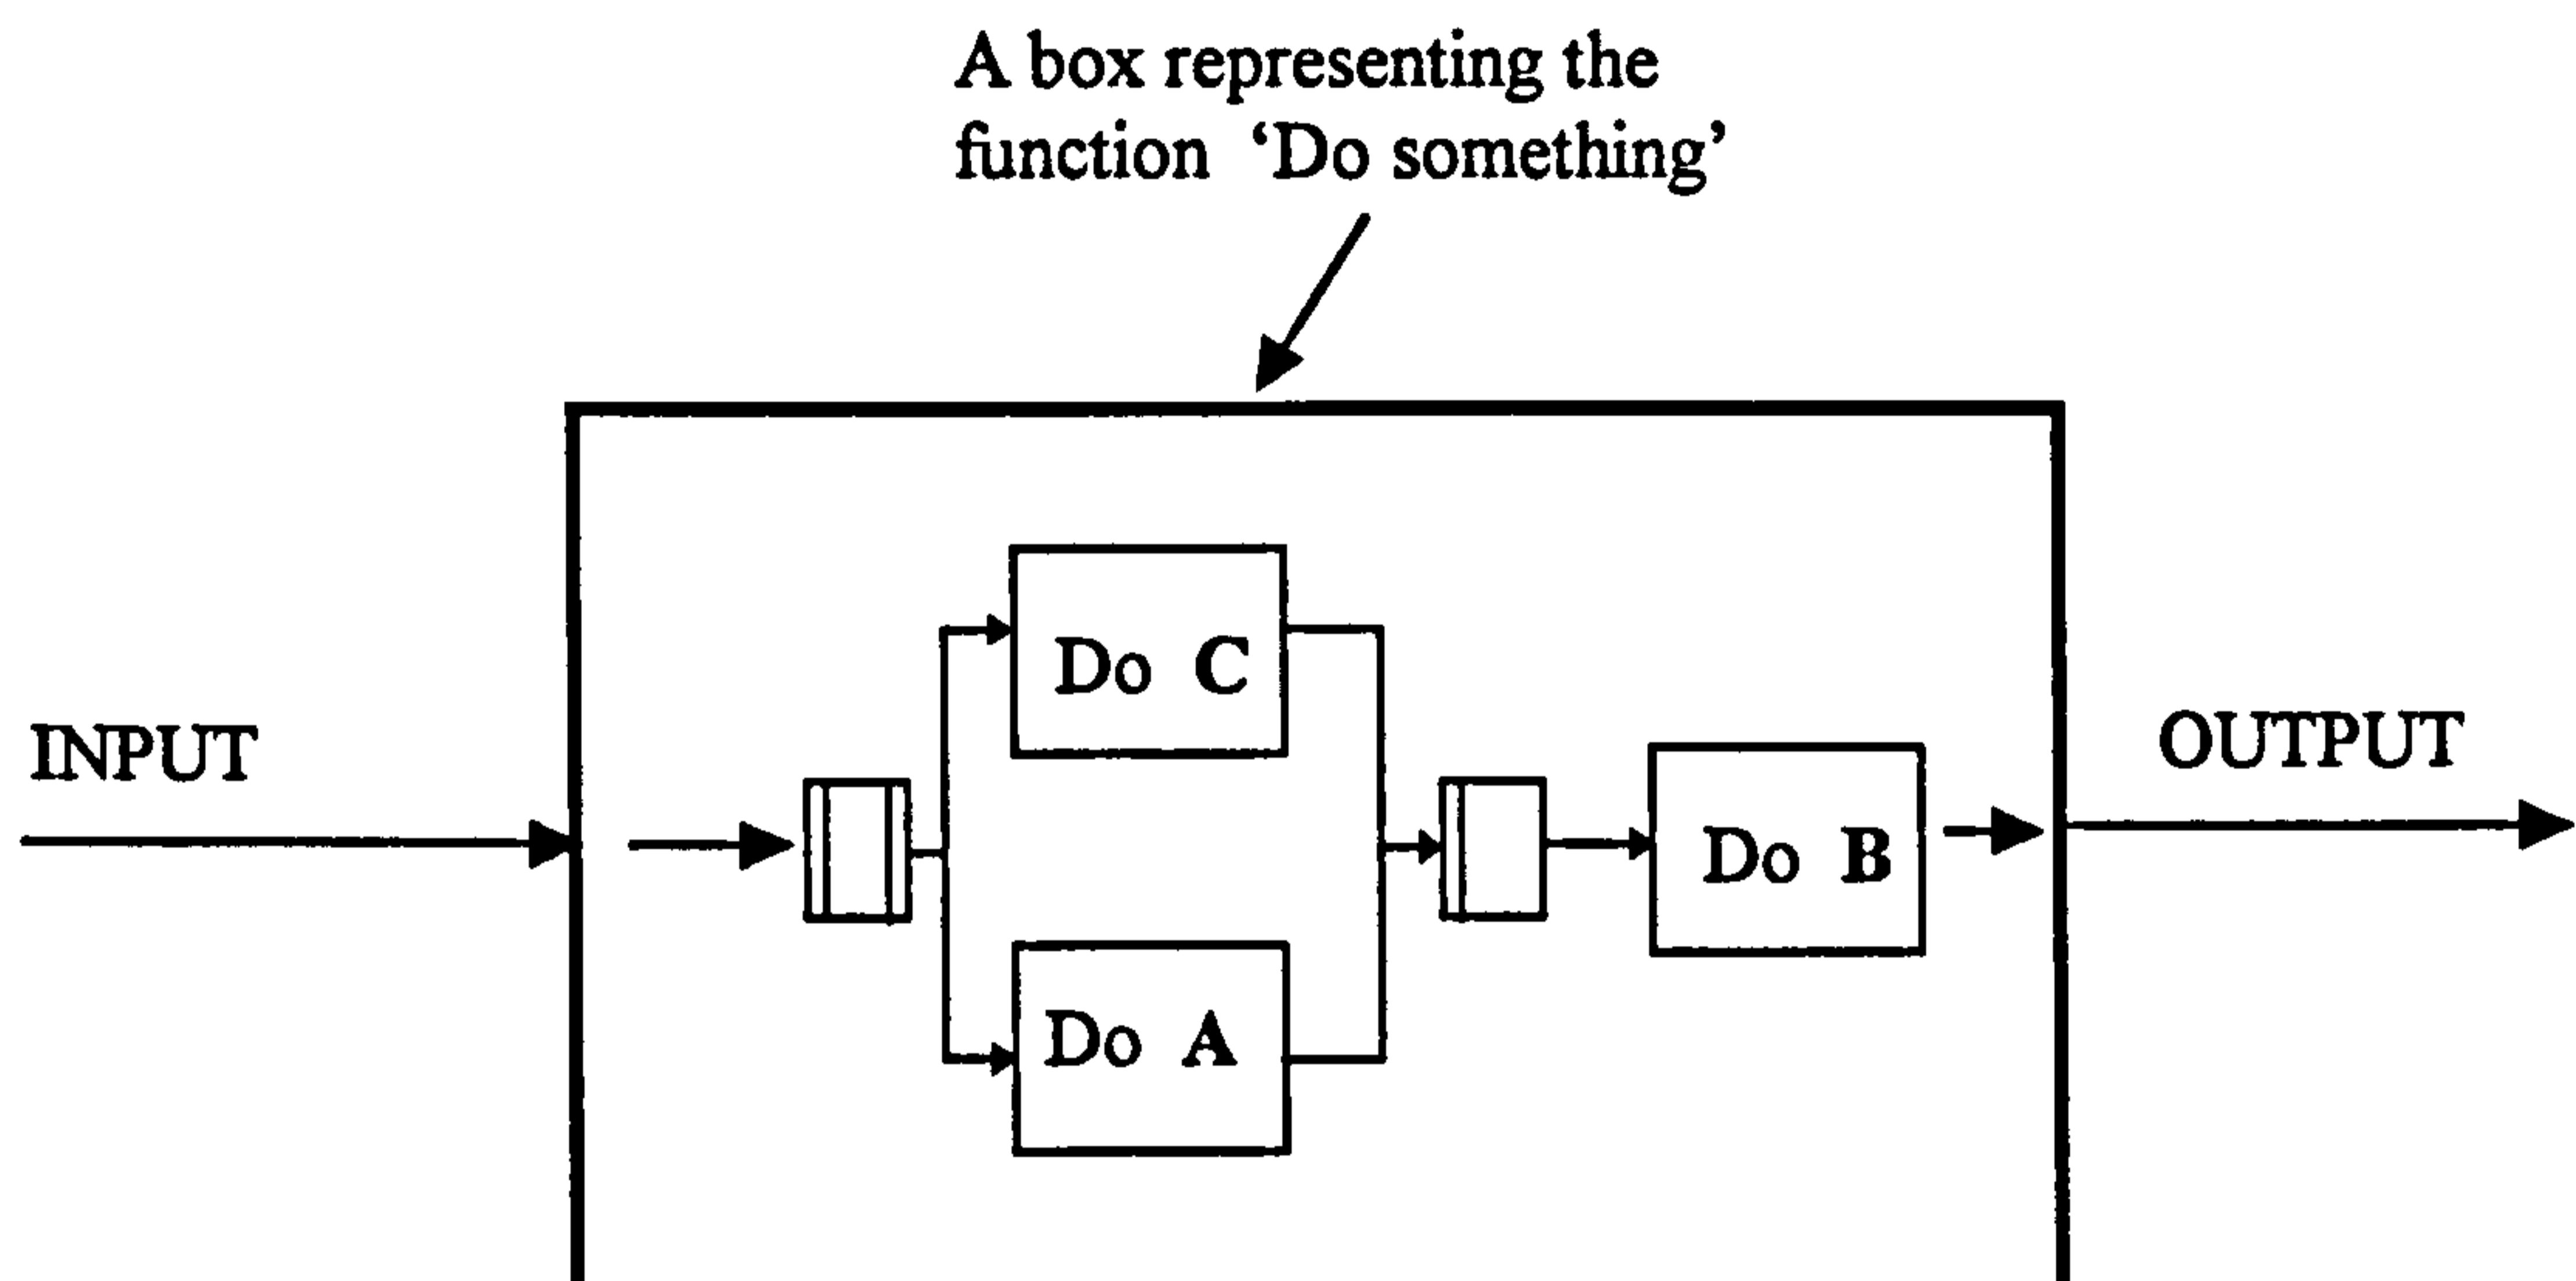 A box representing the
function ‘Do something’
Do C
INPUT
OUTPUT
Do B
Do A